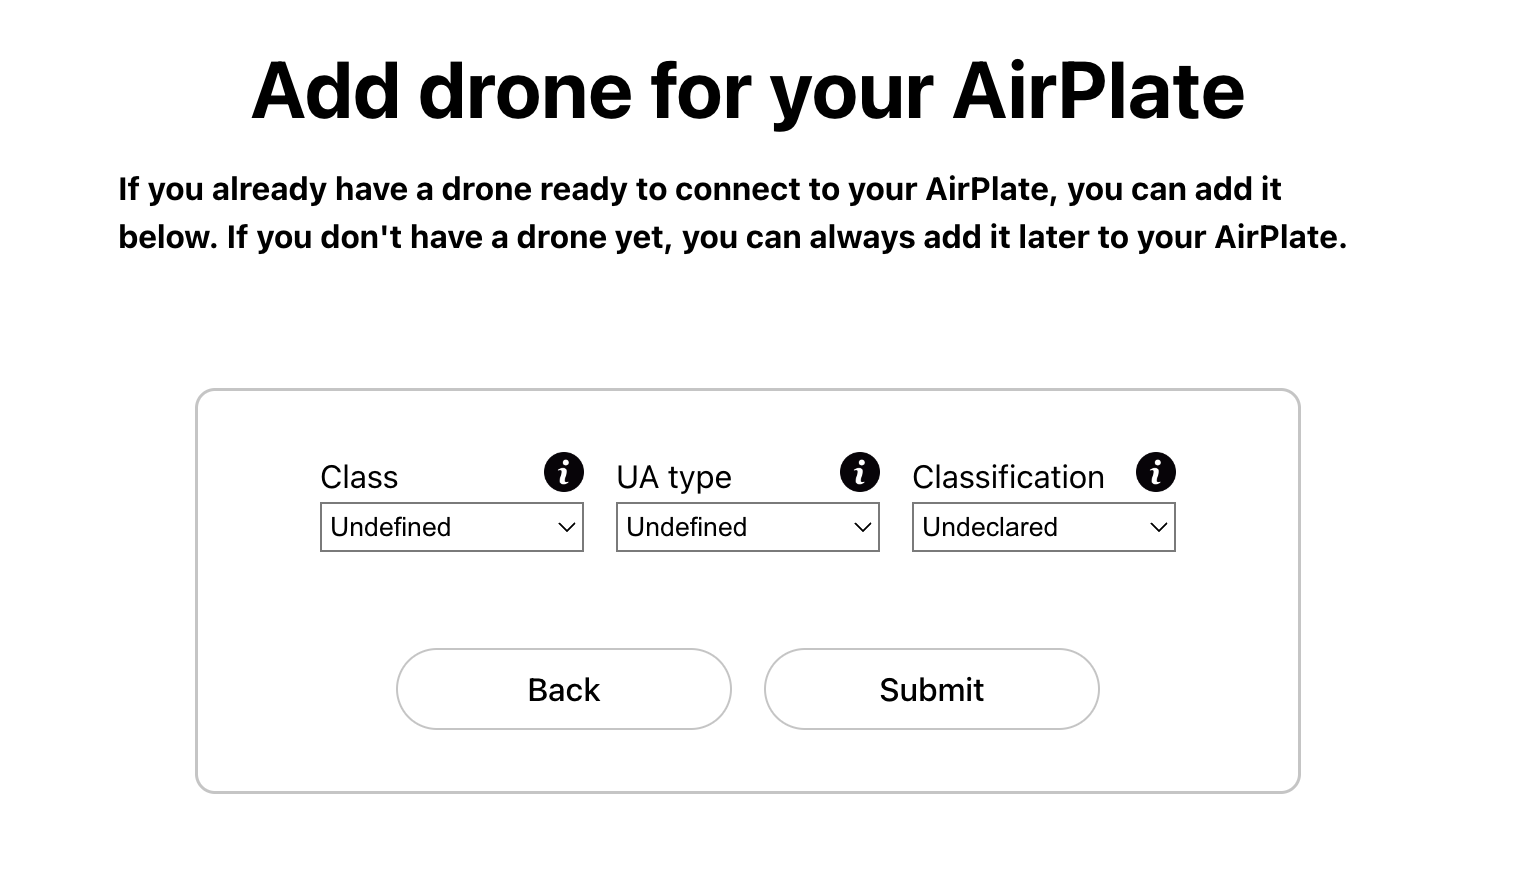 Add drone for your AirPlate
If you already have a drone ready to connect to your AirPlate, you can add it
below. If you don't have a drone yet, you can always add it later to your AirPlate.
Class UA type Classification
Undefined Undefined Undeclared
Back Submit